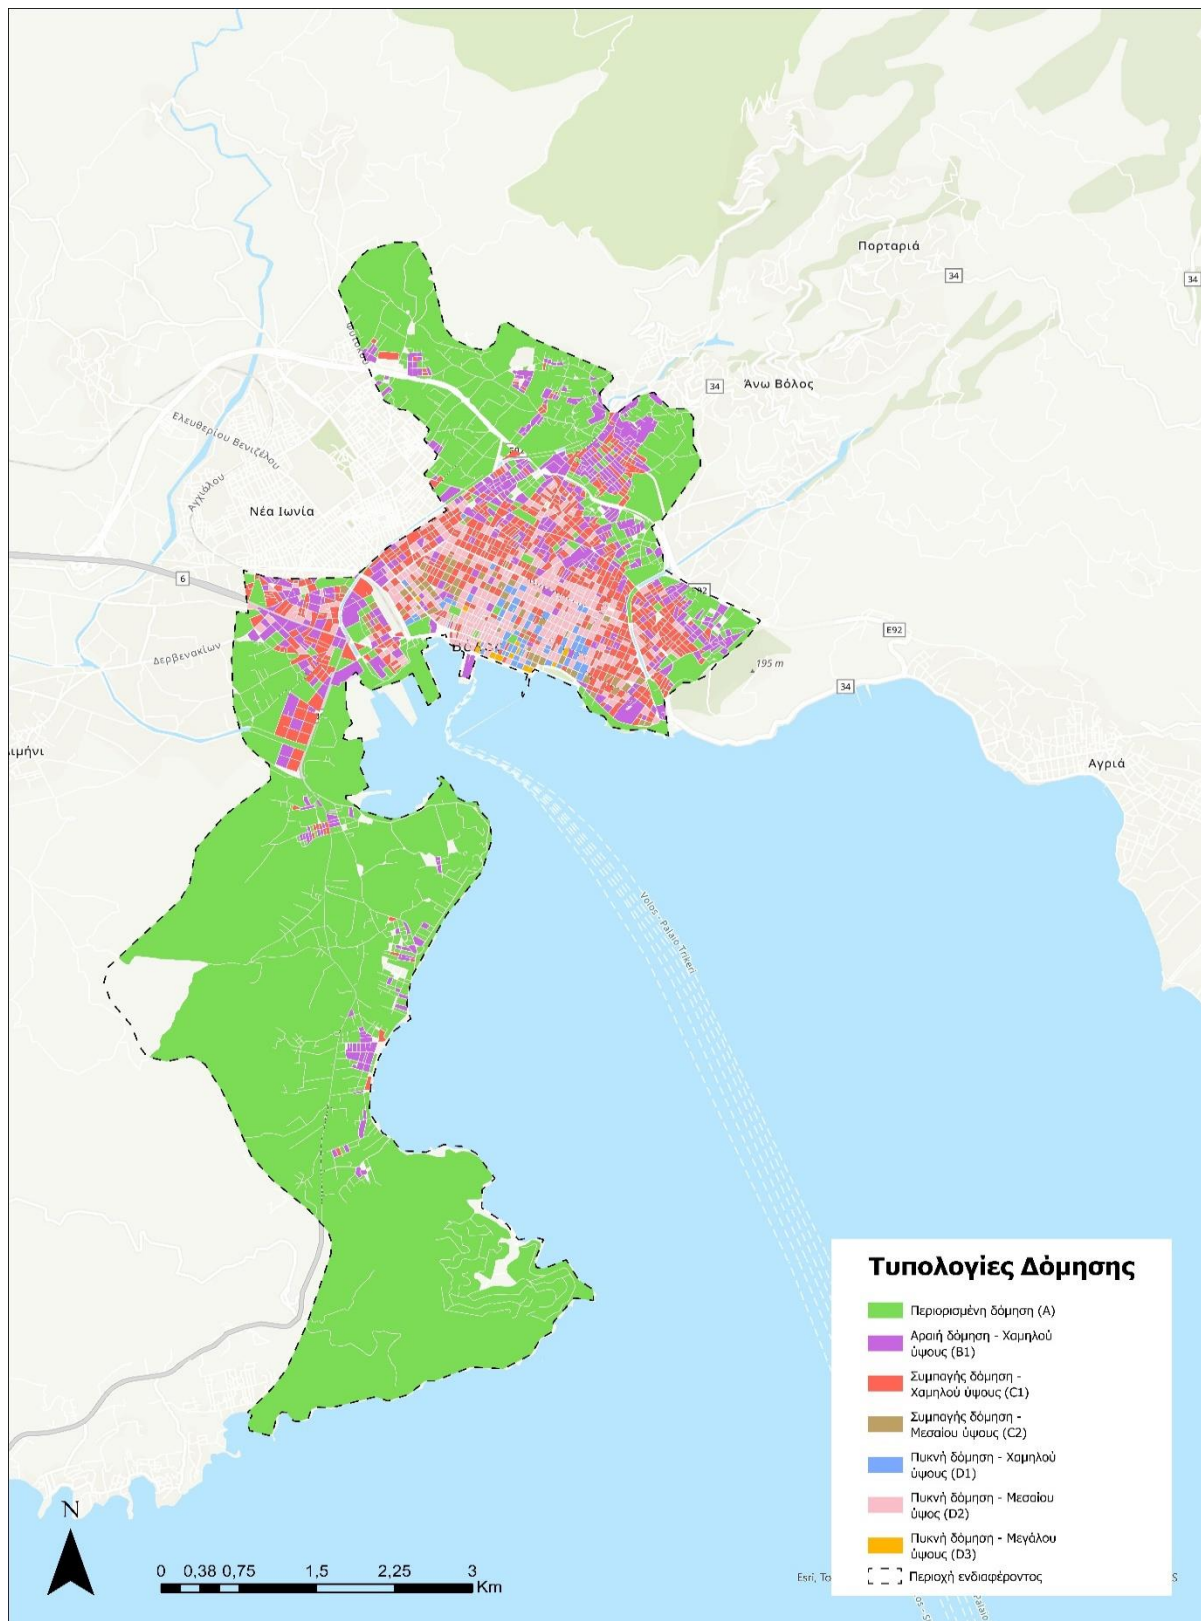 Πορταριά
34
34
Φυτόκου
34
Άνω Βόλος
Ελευθερίου Βενιζέλου
Αγχιάλου
Νέα Ιωνία
6
E92
Δερβενακίων
195 m
34
Αγριά
Volos - Palaio Trikeri
Τυπολογίες Δόμησης
Περιορισμένη δόμηση (Α)
Αραιή δόμηση - Χαμηλού
ύψους (Β1)
Συμπαγής δόμηση -
Χαμηλού ύψους (C1)
Συμπαγής δόμηση -
Μεσαίου ύψους (C2)
Πυκνή δόμηση - Χαμηλού
ύψους (D1)
Πυκνή δόμηση - Μεσαίου
ύψος (D2)
Πυκνή δόμηση - Μεγάλου
ύψους (D3)
Περιοχή ενδιαφέροντος
N
0 0,38 0,75 1,5 2,25 3
Km
Esri,